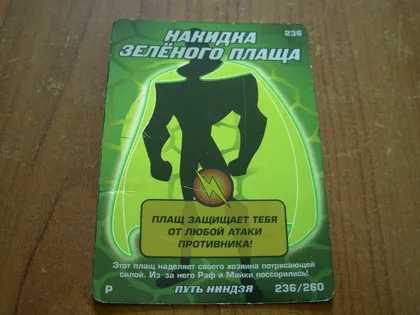 236
НАКИДКА
ЗЕЛЁНОГО ПЛАЩА
ПЛАЩ ЗАЩИЩАЕТ ТЕБЯ
ОТ ЛЮБОЙ АТАКИ
ПРОТИВНИКА!
Этот плащ наделяет своего хозяина потрясающей
силой. Из-за него Раф и Майки поссорились!
Р ПУТЬ НИНДЗЯ 236/260